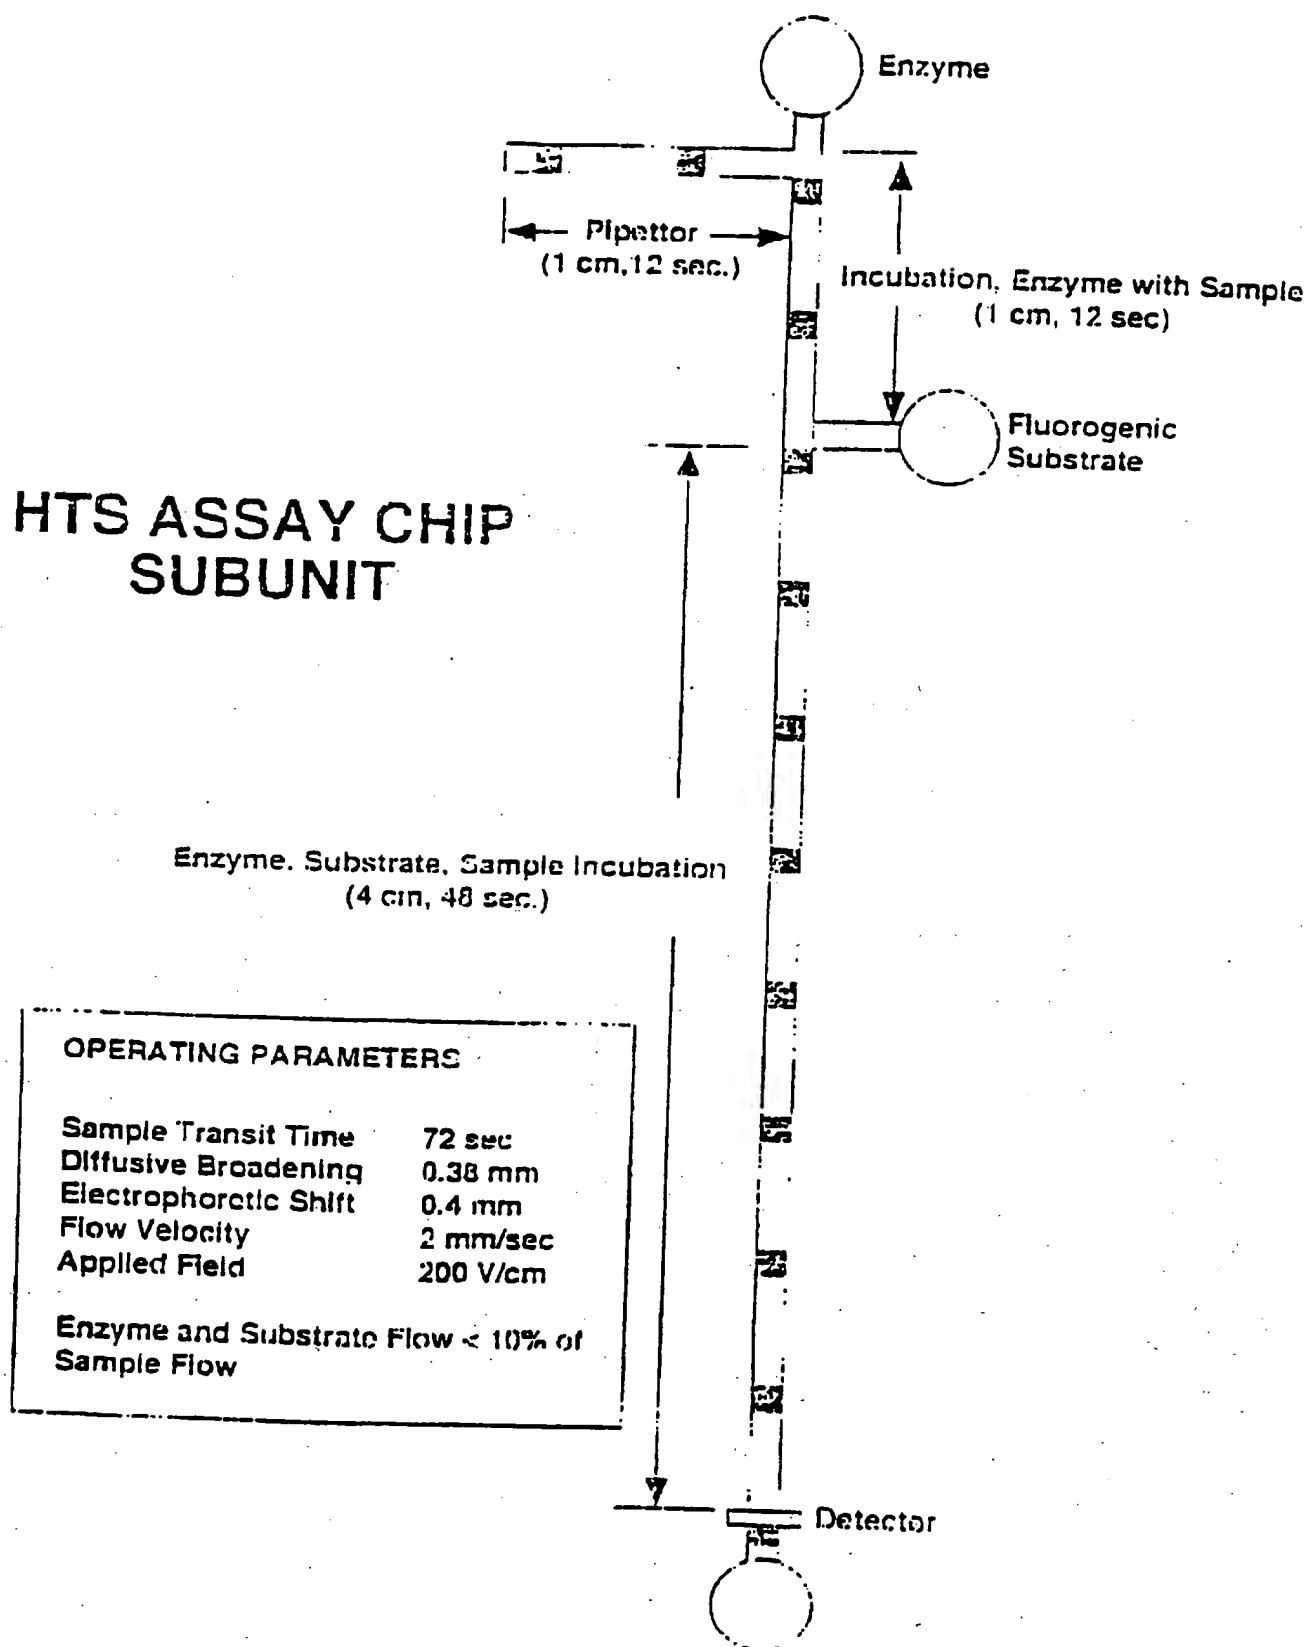 Enzyme
Pipettor
(1 cm,12 sec.)
Incubation, Enzyme with Sample
(1 cm, 12 sec)
Fluorogenic
Substrate
HTS ASSAY CHIP
SUBUNIT
Enzyme. Substrate, Sample Incubation
(4 cm, 48 sec.)
OPERATING PARAMETERS
Sample Transit Time 72 sec
Diffusive Broadening 0.38 mm
Electrophoretic Shift 0.4 mm
Flow Velocity 2 mm/sec
Applied Field 200 V/cm
Enzyme and Substrate Flow < 10% of
Sample Flow
Detector